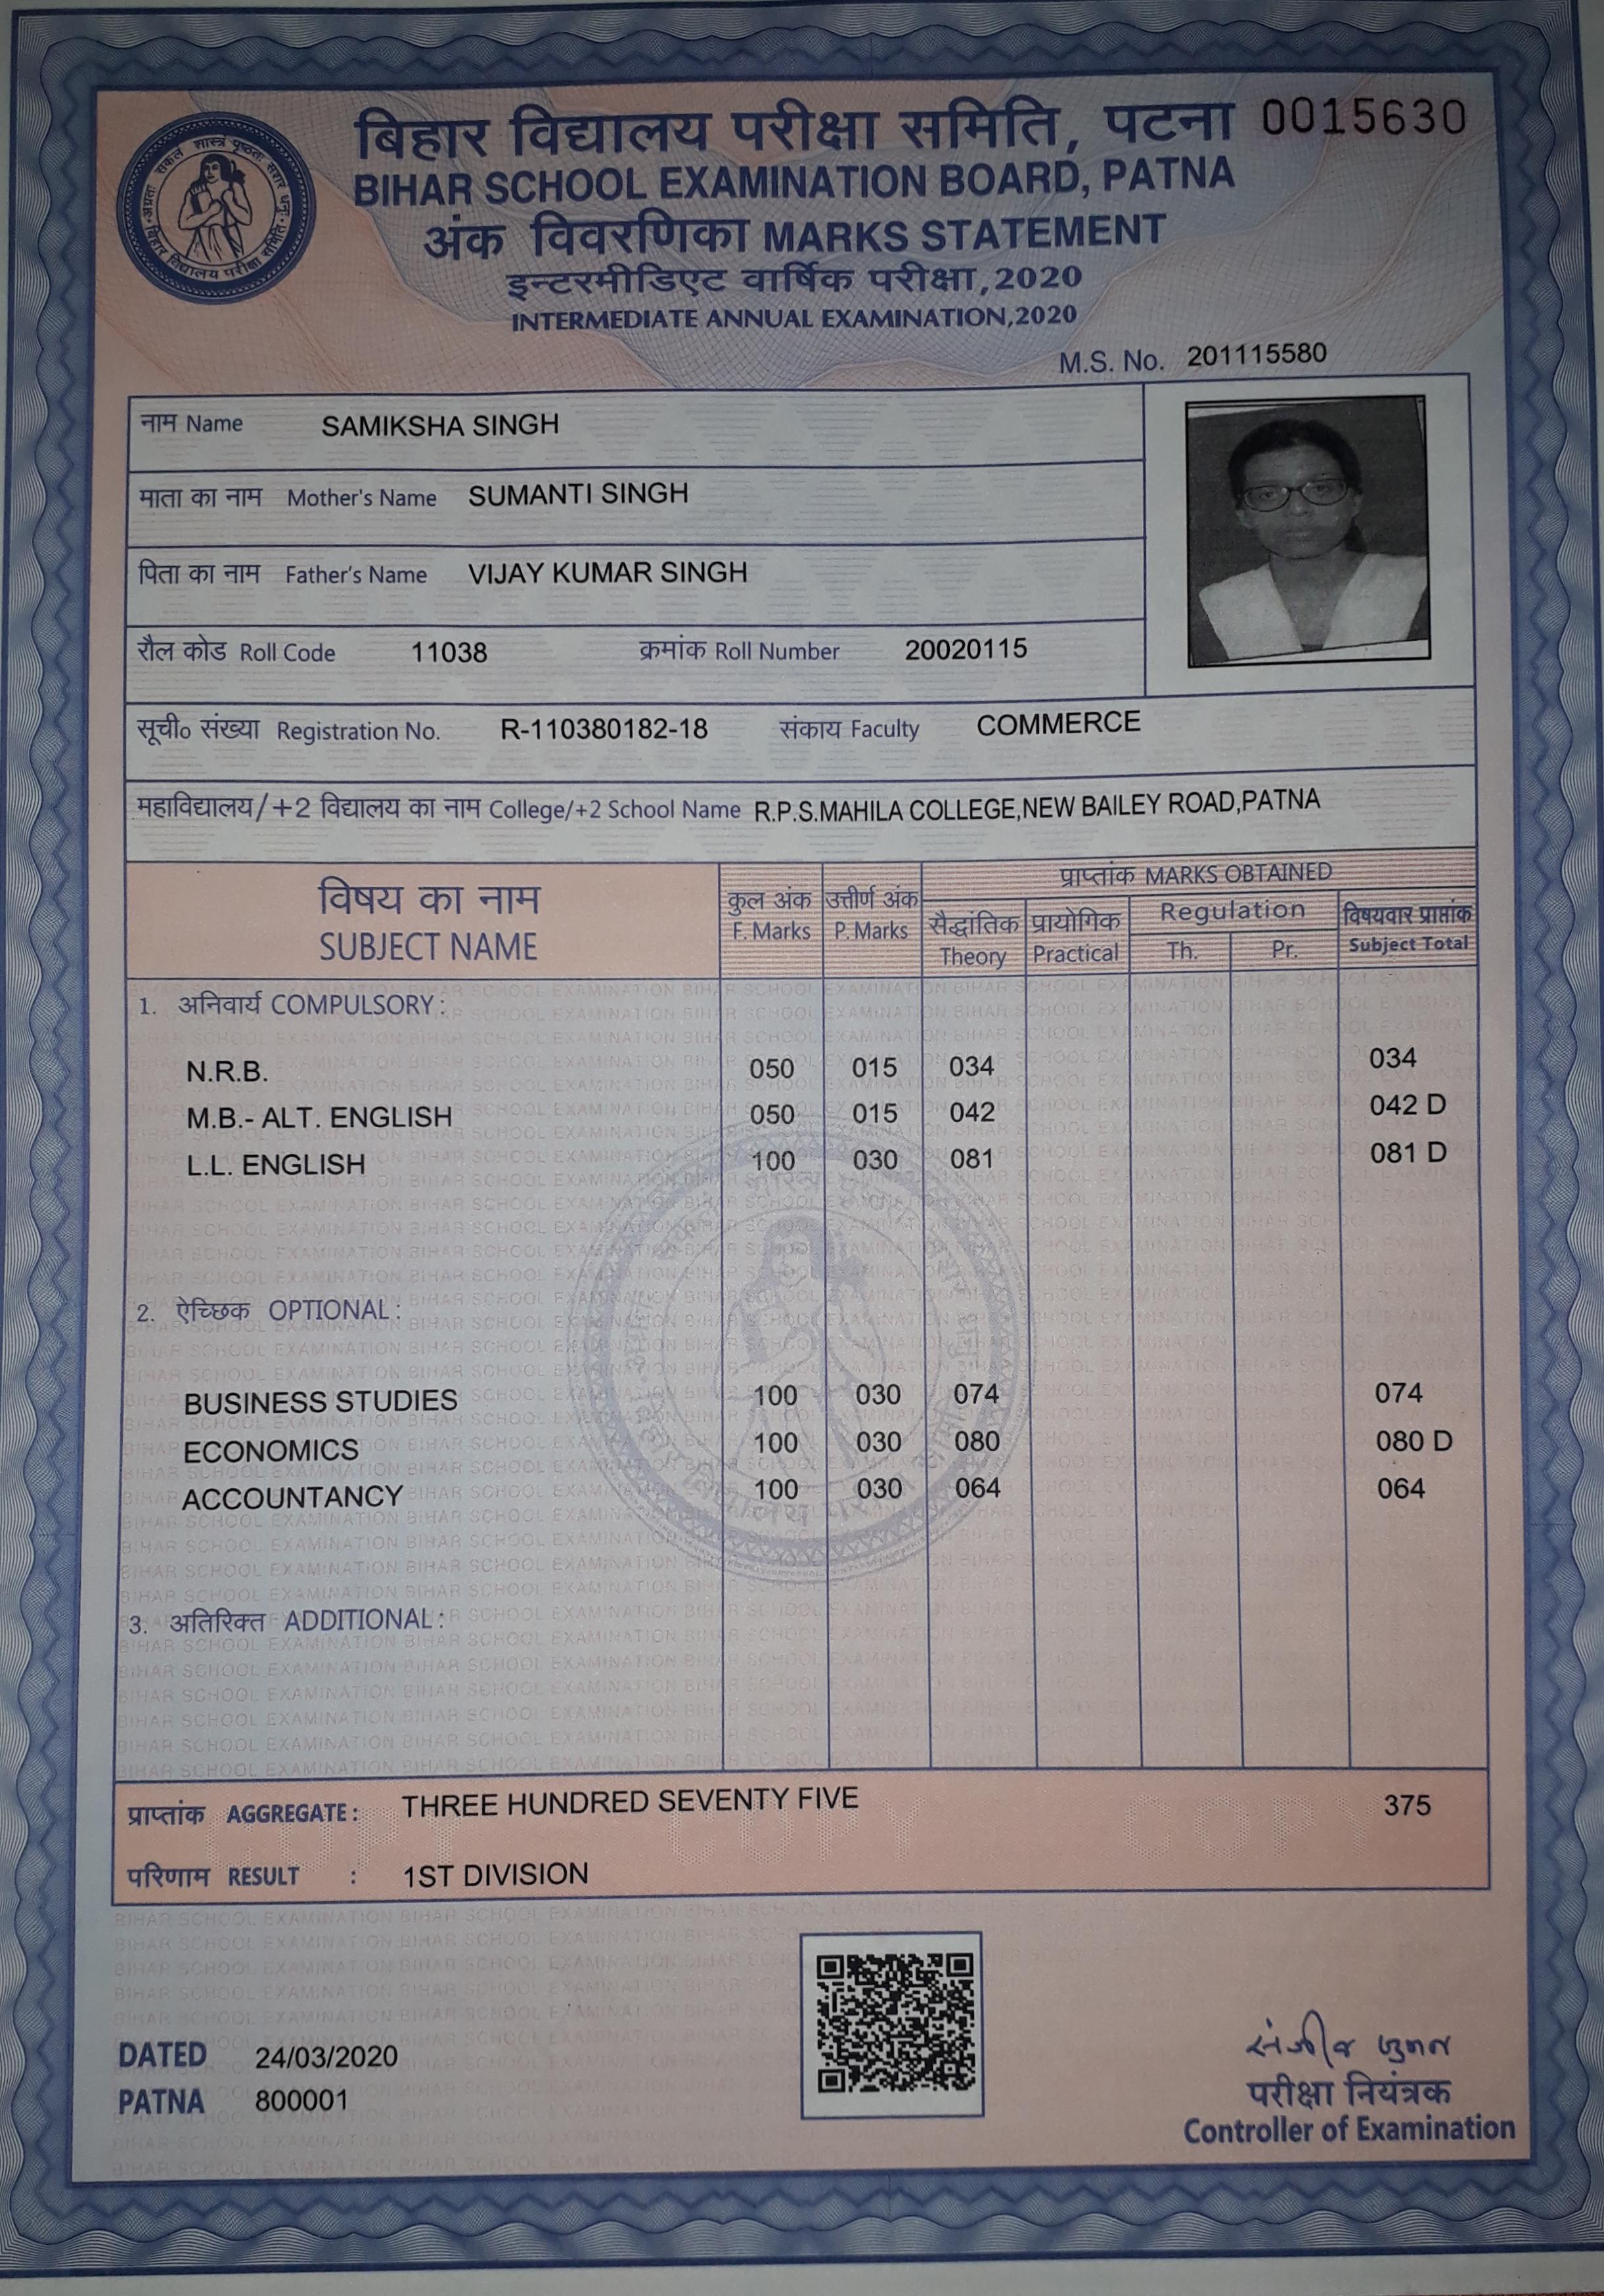 बिहार विद्यालय परीक्षा समिति, पटना 0015630
BIHAR SCHOOL EXAMINATION BOARD, PATNA
अंक विवरणिका MARKS STATEMENT
इन्टरमीडिएट वार्षिक परीक्षा,2020
INTERMEDIATE ANNUAL EXAMINATION,2020
M.S. No. 201115580
नाम Name SAMIKSHA SINGH
माता का नाम Mother's Name SUMANTI SINGH
पिता का नाम Father's Name VIJAY KUMAR SINGH
रौल कोड Roll Code 11038 क्रमांक Roll Number 20020115
सूची० संख्या Registration No. R-110380182-18 संकाय Faculty COMMERCE
महाविद्यालय/+2 विद्यालय का नाम College/+2 School Name R.P.S.MAHILA COLLEGE,NEW BAILEY ROAD,PATNA
विषय का नाम SUBJECT NAME
कुल अंक F. Marks
उत्तीर्ण अंक P. Marks
प्राप्तांक MARKS OBTAINED
सैद्धांतिक Theory
प्रायोगिक Practical
Regulation
Th. Pr.
विषयवार प्राप्तांक Subject Total
1. अनिवार्य COMPULSORY:
N.R.B. 050 015 034 034
M.B.- ALT. ENGLISH 050 015 042 042 D
L.L. ENGLISH 100 030 081 081 D
2. ऐच्छिक OPTIONAL:
BUSINESS STUDIES 100 030 074 074
ECONOMICS 100 030 080 080 D
ACCOUNTANCY 100 030 064 064
3. अतिरिक्त ADDITIONAL:
प्राप्तांक AGGREGATE: THREE HUNDRED SEVENTY FIVE 375
परिणाम RESULT : 1ST DIVISION
DATED 24/03/2020
PATNA 800001
परीक्षा नियंत्रक
Controller of Examination